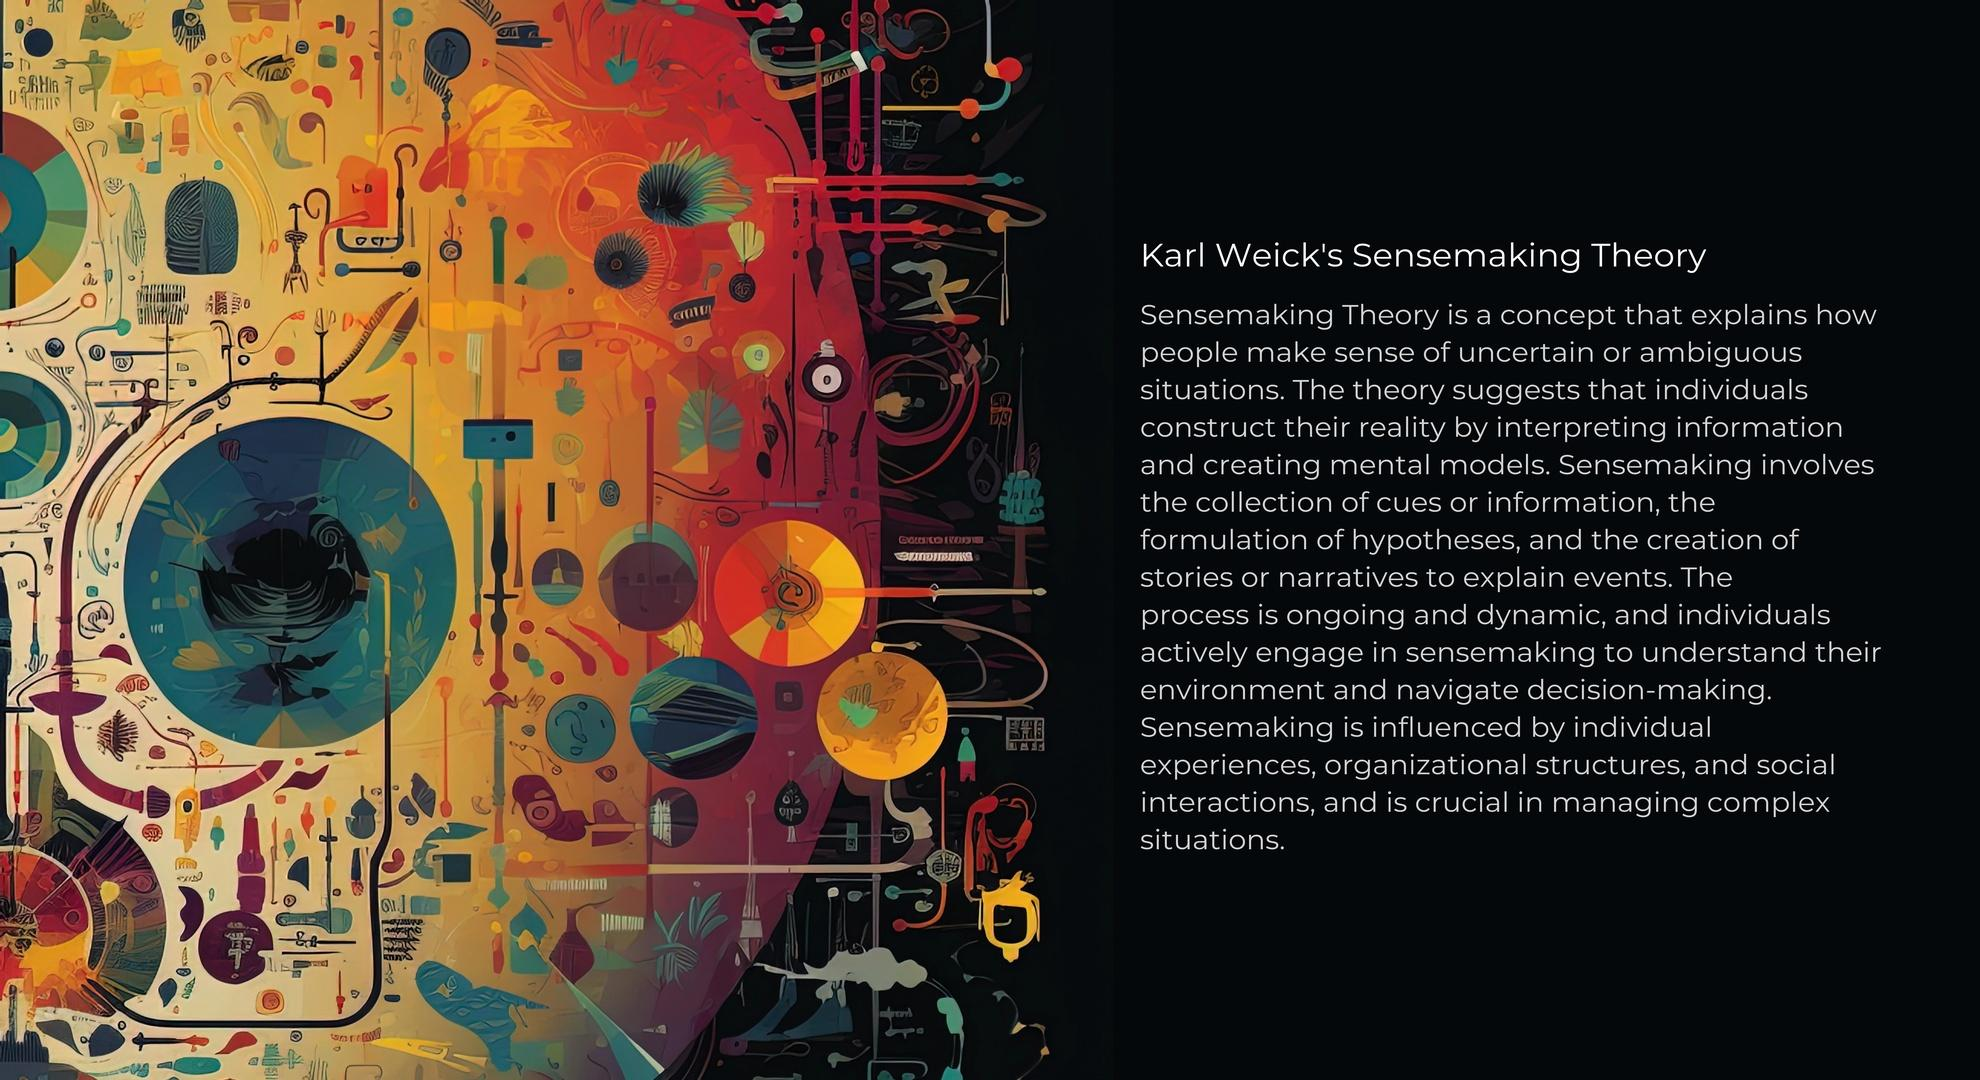 Karl Weick's Sensemaking Theory
Sensemaking Theory is a concept that explains how
people make sense of uncertain or ambiguous
situations. The theory suggests that individuals
construct their reality by interpreting information
and creating mental models. Sensemaking involves
the collection of cues or information, the
formulation of hypotheses, and the creation of
stories or narratives to explain events. The
process is ongoing and dynamic, and individuals
actively engage in sensemaking to understand their
environment and navigate decision-making.
Sensemaking is influenced by individual
experiences, organizational structures, and social
interactions, and is crucial in managing complex
situations.